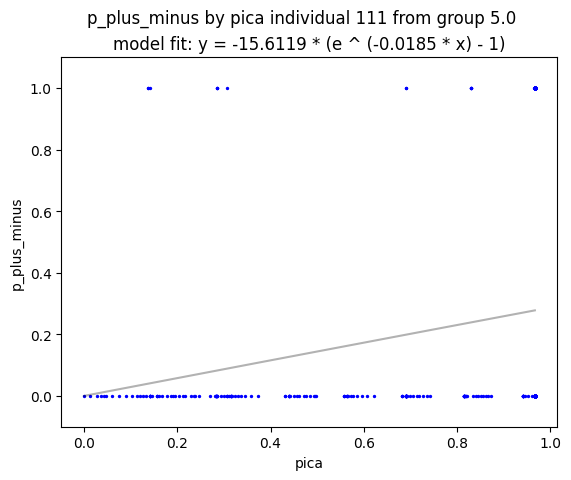 p_plus_minus by pica individual 111 from group 5.0
model fit: y = -15.6119 * (e ^ (-0.0185 * x) - 1)
1.0
0.8
0.6
0.4
0.2
0.0
p_plus_minus
0.0 0.2 0.4 0.6 0.8 1.0
pica